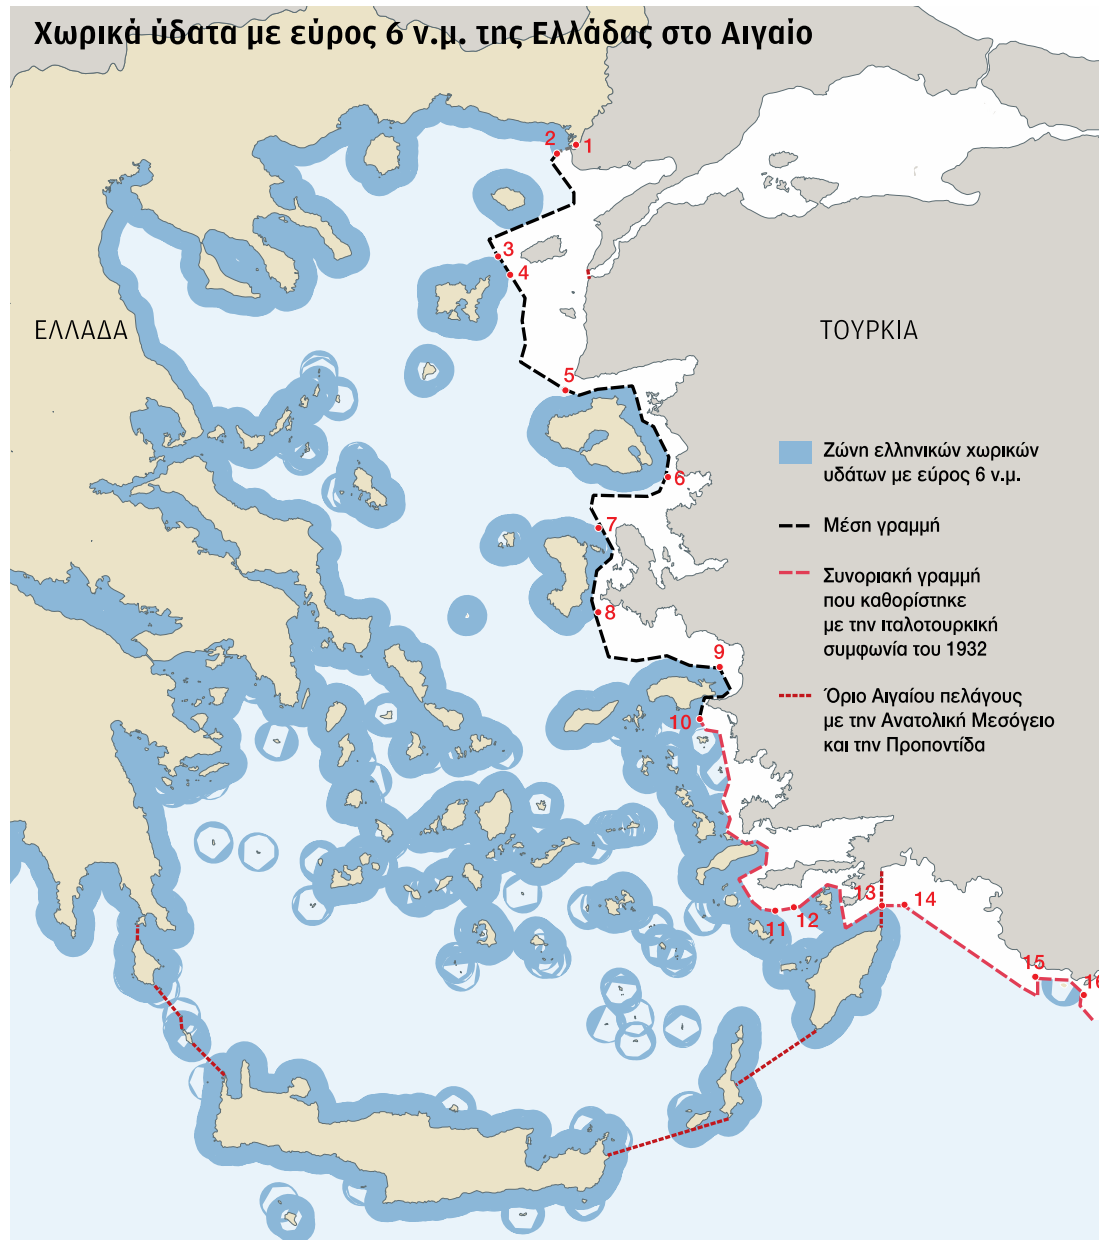 Χωρικά ύδατα με εύρος 6 ν.μ. της Ελλάδας στο Αιγαίο
2
1
3
4
ΕΛΛΑΔΑ
ΤΟΥΡΚΙΑ
5
Ζώνη ελληνικών χωρικών
υδάτων με εύρος 6 ν.μ.
6
Μέση γραμμή
7
Συνοριακή γραμμή
που καθορίστηκε
με την ιταλοτουρκική
συμφωνία του 1932
8
9
Όριο Αιγαίου πελάγους
με την Ανατολική Μεσόγειο
και την Προποντίδα
10
13
14
11
12
15
16